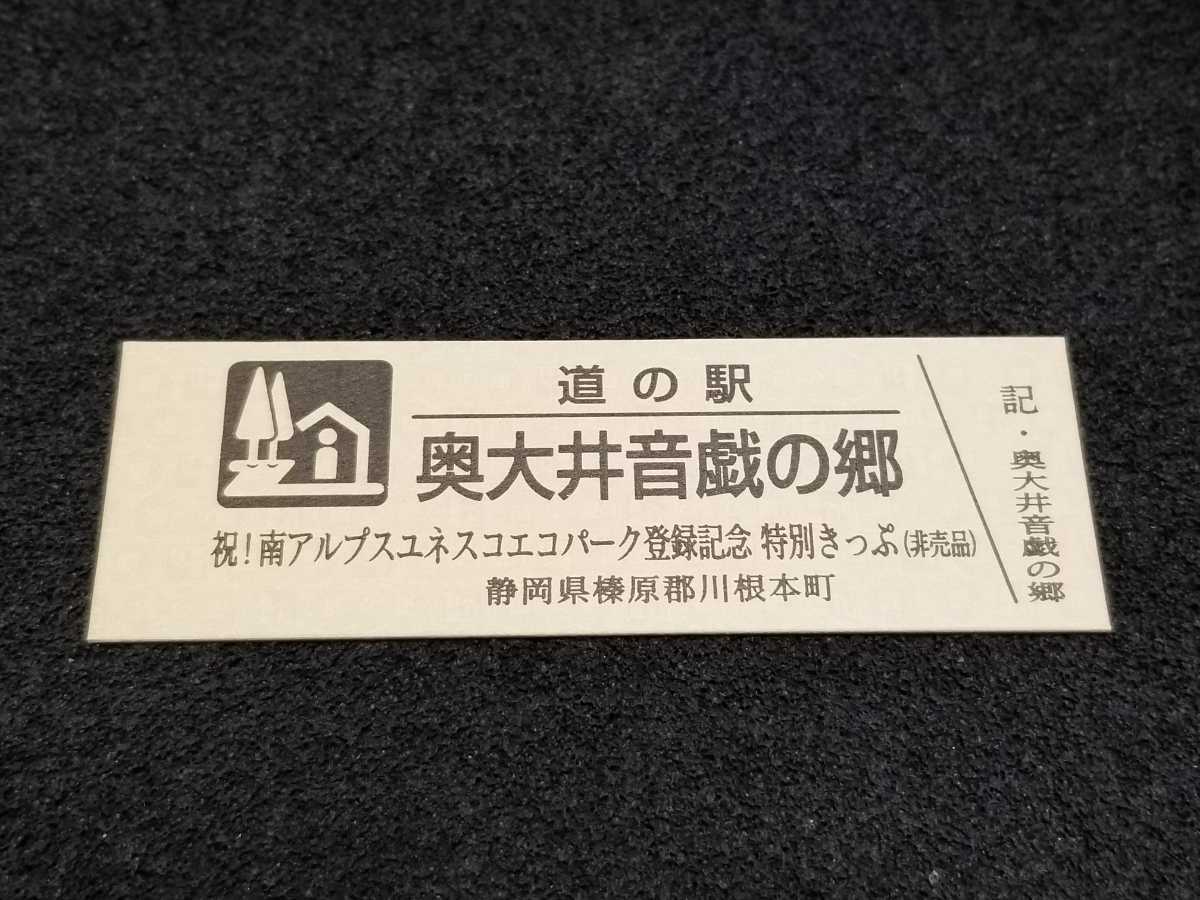 道の駅
奥大井音戯の郷
祝!南アルプスユネスコエコパーク登録記念 特別きっぷ(非売品)
静岡県榛原郡川根本町
記・奥大井音戯の郷